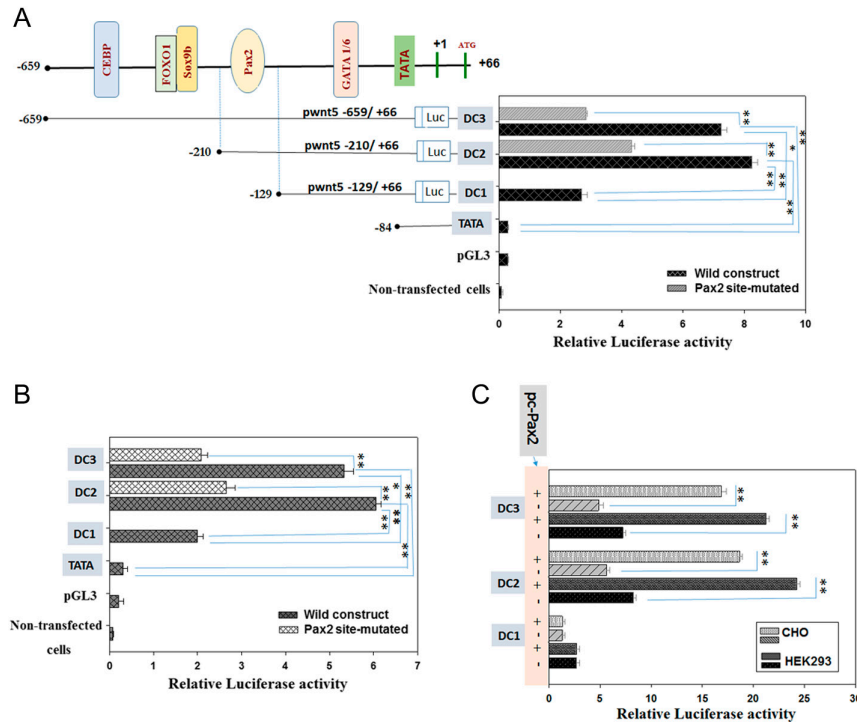 A
CEBP
FOXO1
Sox9b
Pax2
GATA 1/6
TATA
+1
ATG
-659
+66
-659
pwnt5 -659/ +66
Luc
DC3
-210
pwnt5 -210/ +66
Luc
DC2
-129
pwnt5 -129/ +66
Luc
DC1
-84
TATA
pGL3
Non-transfected cells
**
**
*
**
**
**
**
Wild construct
Pax2 site-mutated
0 2 4 6 8 10
Relative Luciferase activity
B
DC3
DC2
DC1
TATA
pGL3
Non-transfected
cells
**
*
**
**
**
**
**
Wild construct
Pax2 site-mutated
0 1 2 3 4 5 6 7
Relative Luciferase activity
C
pc-Pax2
DC3
+
-
+
-
DC2
+
-
+
-
DC1
+
-
+
-
**
**
**
**
CHO
HEK293
0 5 10 15 20 25 30
Relative Luciferase activity